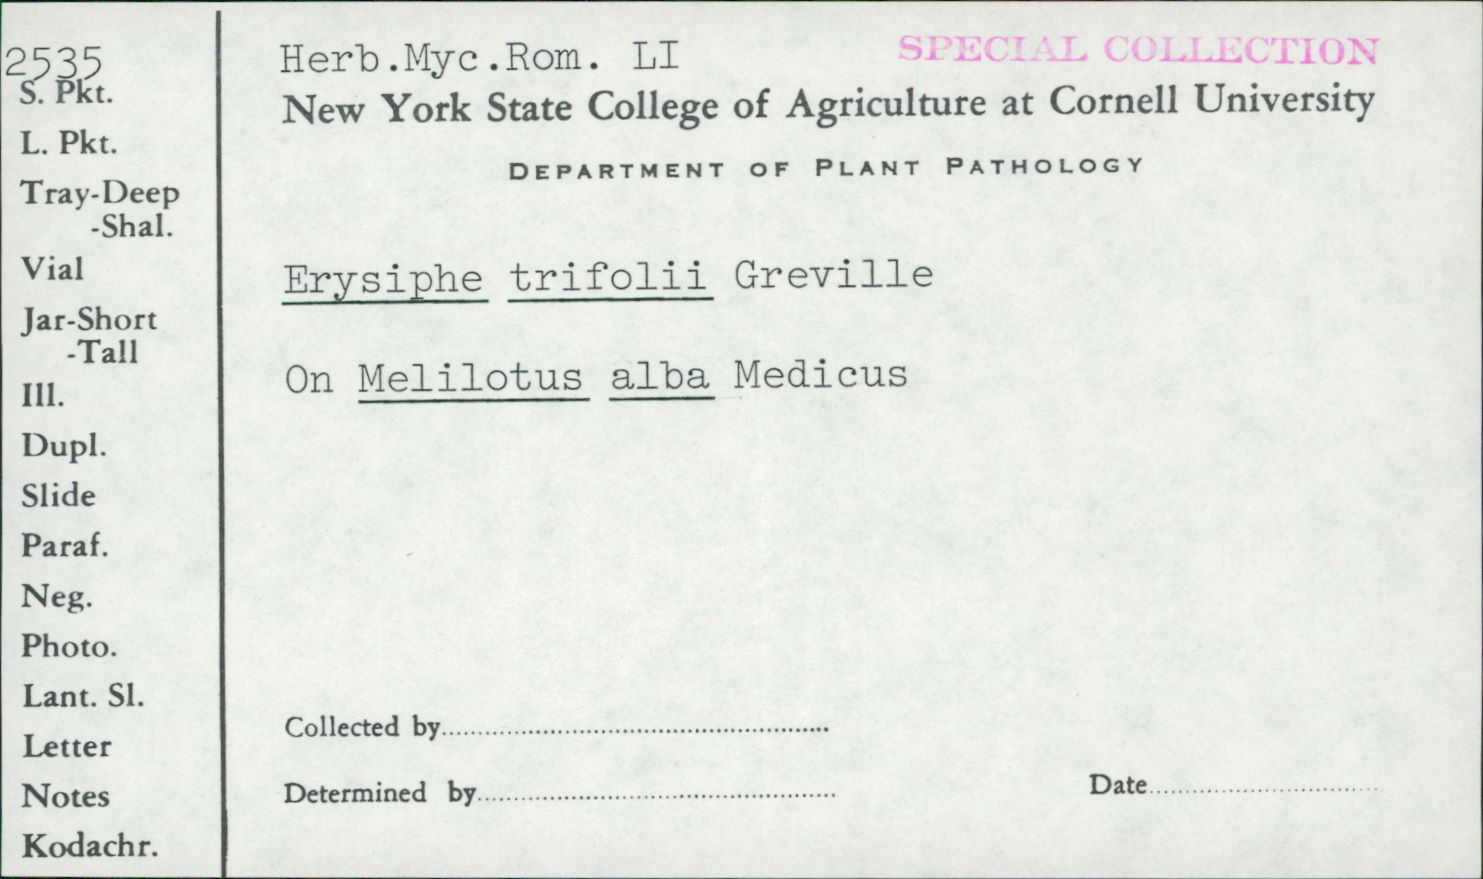 2535
S. Pkt.
L. Pkt.
Tray-Deep
-Shal.
Vial
Jar-Short
-Tall
Ill.
Dupl.
Slide
Paraf.
Neg.
Photo.
Lant. Sl.
Letter
Notes
Kodachr.
Herb.Myc.Rom. LI
SPECIAL COLLECTION
New York State College of Agriculture at Cornell University
DEPARTMENT OF PLANT PATHOLOGY
Erysiphe trifolii Greville
On Melilotus alba Medicus
Collected by
Determined by
Date